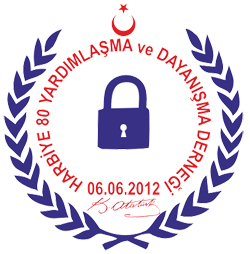 HARBİYE 80 YARDIMLAŞMA ve DAYANIŞMA DERNEĞİ
06.06.2012
K. Atatürk